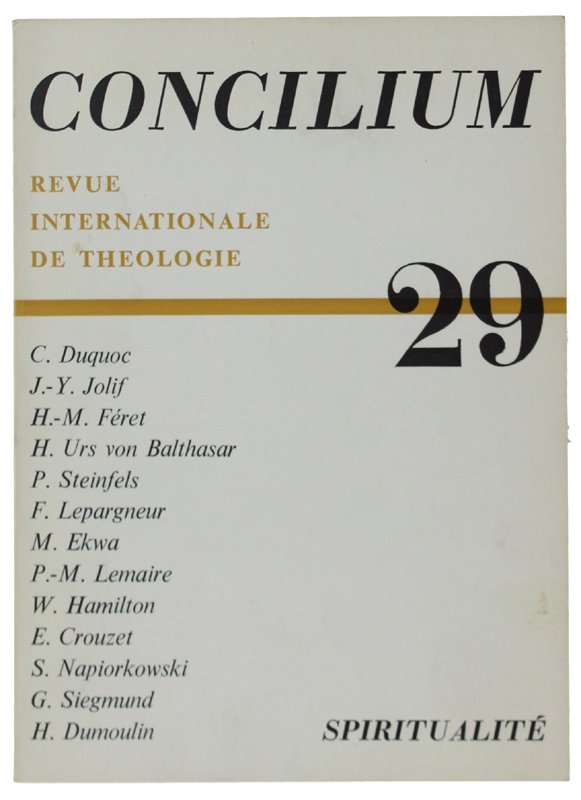 CONCILIUM
REVUE
INTERNATIONALE
DE THEOLOGIE
29
C. Duquoc
J.-Y. Jolif
H.-M. Féret
H. Urs von Balthasar
P. Steinfels
F. Lepargneur
M. Ekwa
P.-M. Lemaire
W. Hamilton
E. Crouzet
S. Napiorkowski
G. Siegmund
H. Dumoulin
SPIRITUALITÉ